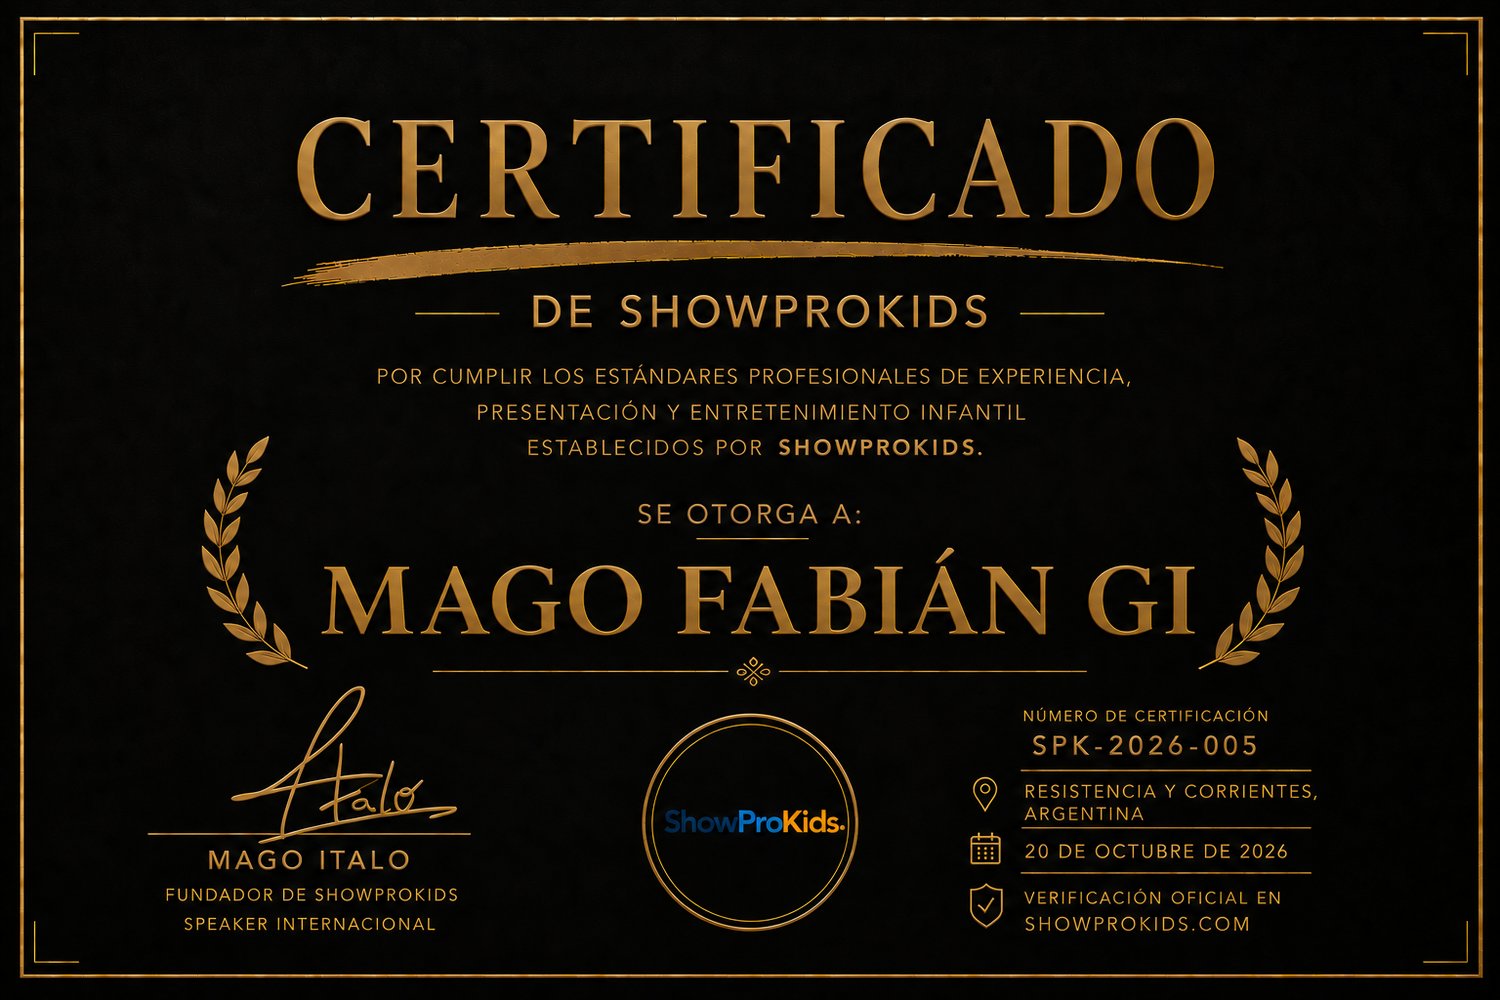 CERTIFICADO
DE SHOWPROKIDS
POR CUMPLIR LOS ESTÁNDARES PROFESIONALES DE EXPERIENCIA,
PRESENTACIÓN Y ENTRETENIMIENTO INFANTIL
ESTABLECIDOS POR SHOWPROKIDS.
SE OTORGA A:
MAGO FABIÁN GI
Italo
MAGO ITALO
FUNDADOR DE SHOWPROKIDS
SPEAKER INTERNACIONAL
ShowProKids.
NÚMERO DE CERTIFICACIÓN
SPK-2026-005
RESISTENCIA Y CORRIENTES,
ARGENTINA
20 DE OCTUBRE DE 2026
VERIFICACIÓN OFICIAL EN
SHOWPROKIDS.COM